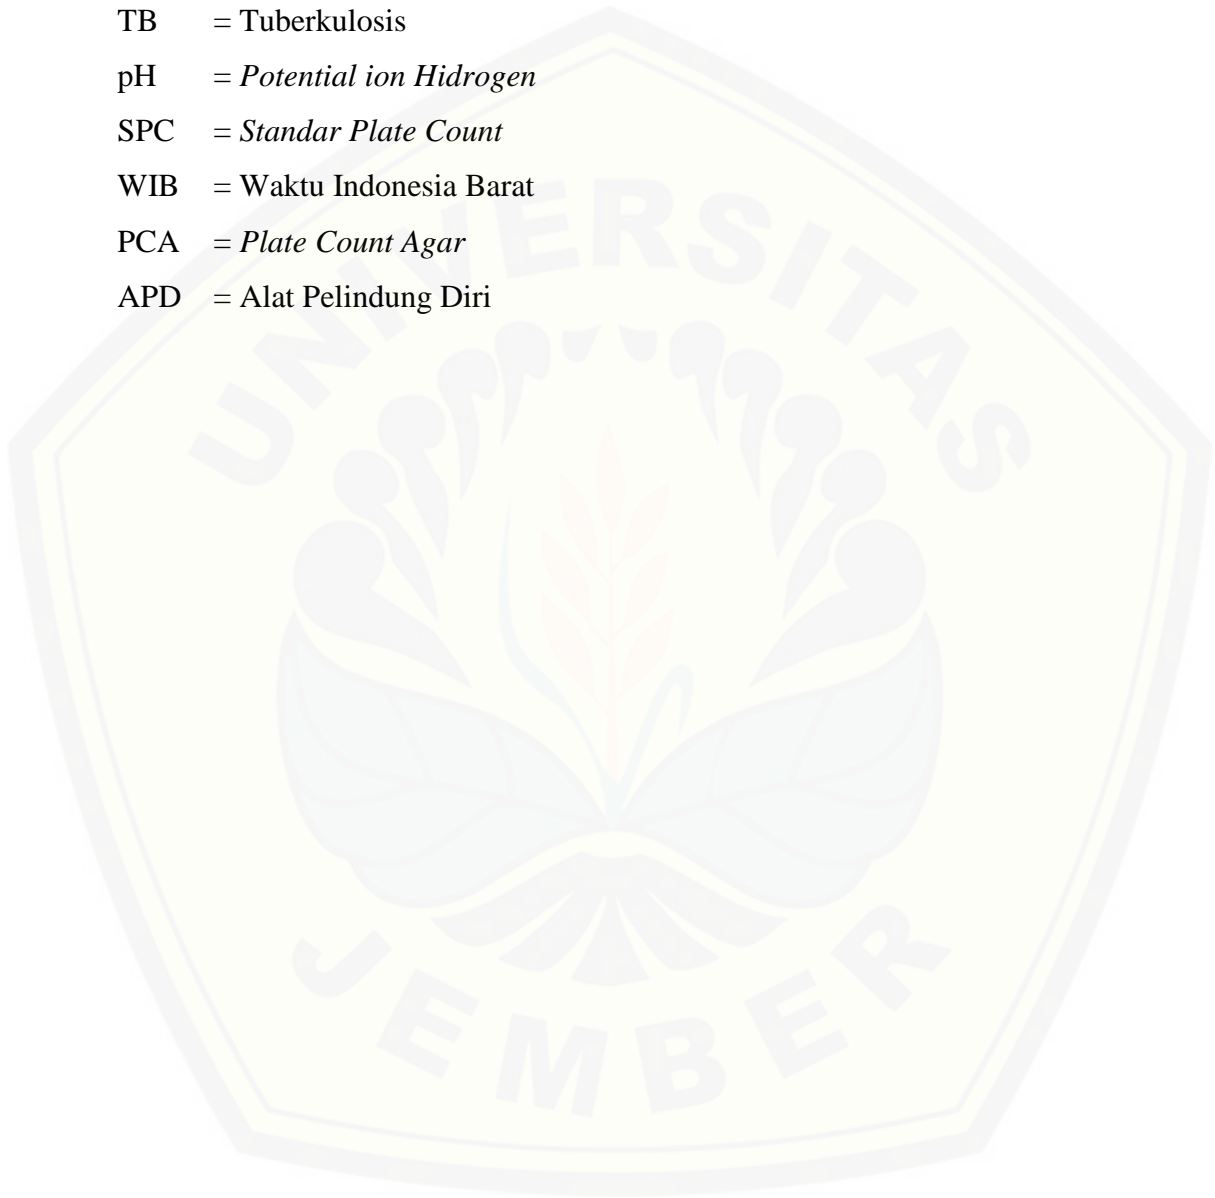 TB = Tuberkulosis
pH = Potential ion Hidrogen
SPC = Standar Plate Count
WIB = Waktu Indonesia Barat
PCA = Plate Count Agar
APD = Alat Pelindung Diri
UNIVERSITAS
JEMBER